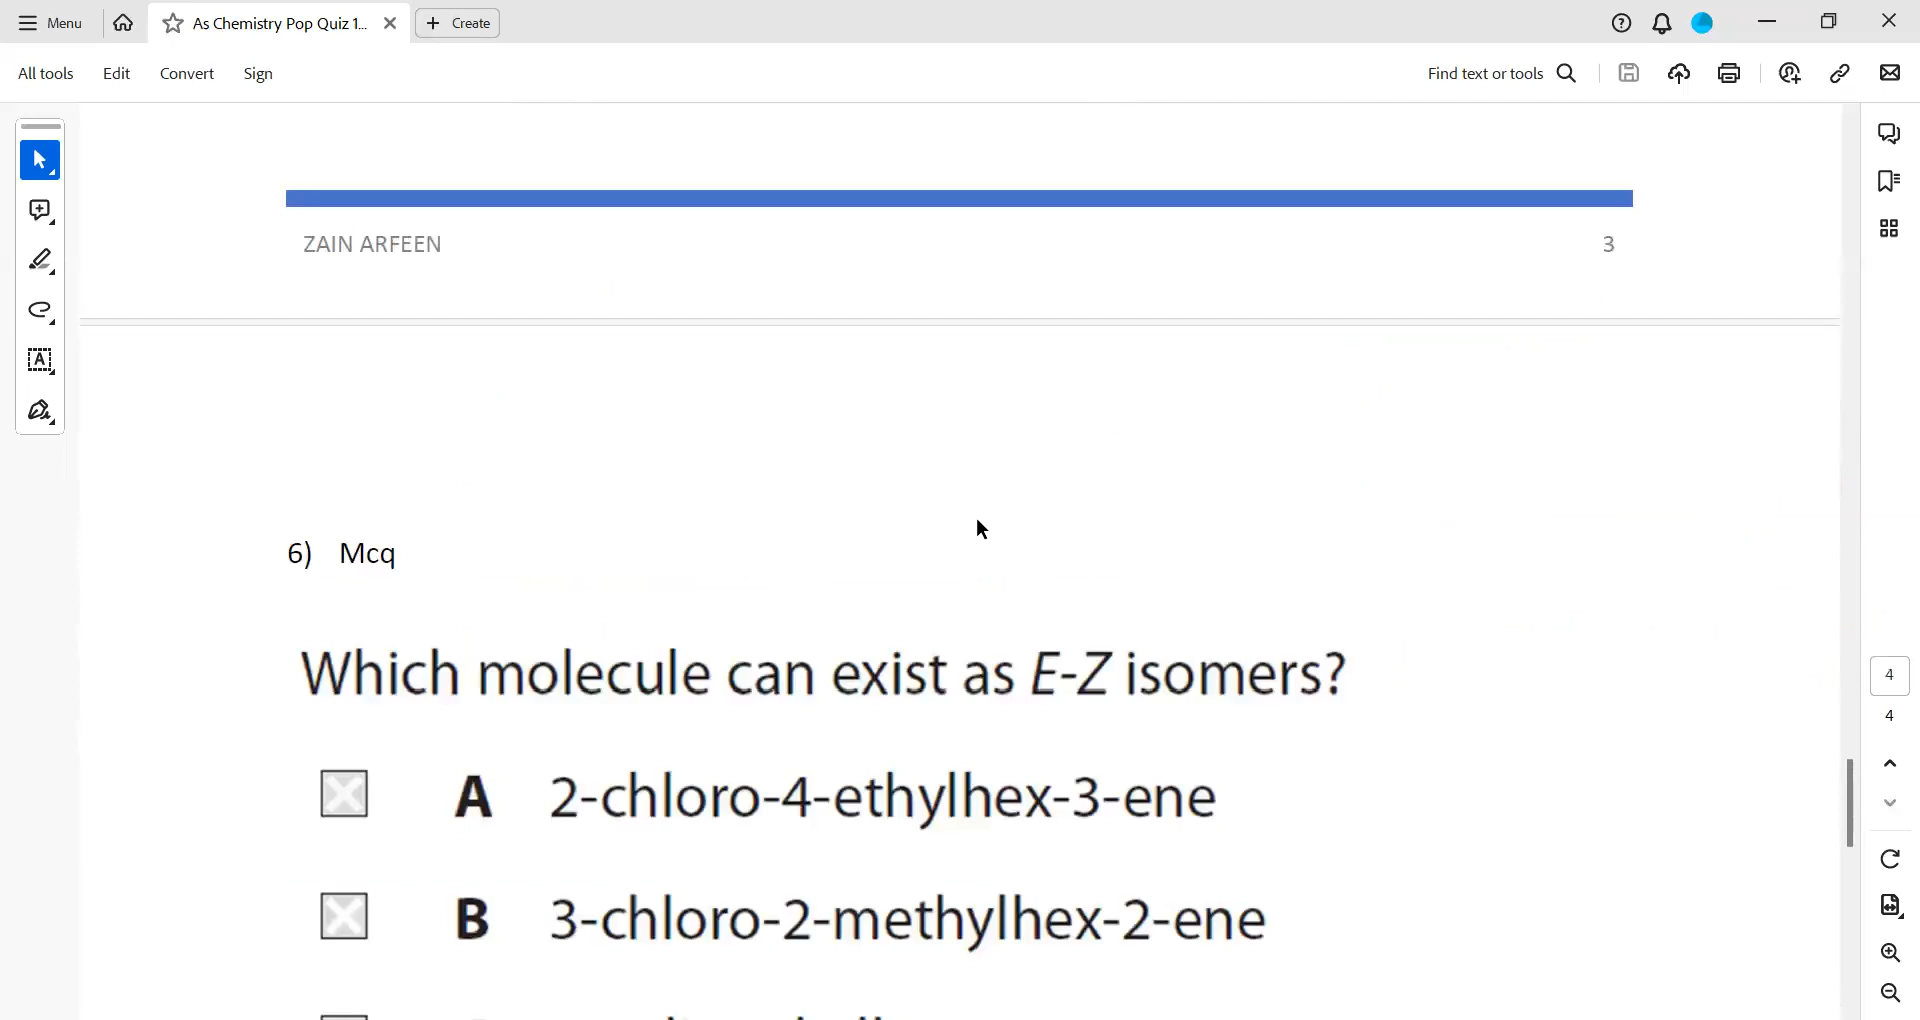 Menu
As Chemistry Pop Quiz 1...
Create
All tools
Edit
Convert
Sign
Find text or tools
ZAIN ARFEEN
3
6) Mcq
Which molecule can exist as E-Z isomers?
A 2-chloro-4-ethylhex-3-ene
B 3-chloro-2-methylhex-2-ene
4
4